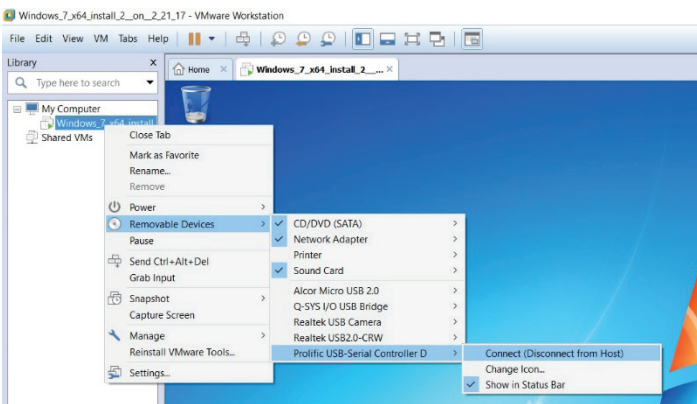 Windows_7_x64_install_2__on__2_21_17 - VMware Workstation
File Edit View VM Tabs Help
Library x
Home × Windows_7_x64_install_2__... ×
Type here to search
My Computer
Windows_7_x64_install
Shared VMs
Close Tab
Mark as Favorite
Rename...
Remove
Power >
Removable Devices >
Pause
Send Ctrl+Alt+Del
Grab Input
Snapshot >
Capture Screen
Manage >
Reinstall VMware Tools...
Settings...
CD/DVD (SATA) >
Network Adapter >
Printer >
Sound Card >
Alcor Micro USB 2.0 >
Q-SYS I/O USB Bridge >
Realtek USB Camera >
Realtek USB2.0-CRW >
Prolific USB-Serial Controller D >
Connect (Disconnect from Host)
Change Icon...
Show in Status Bar